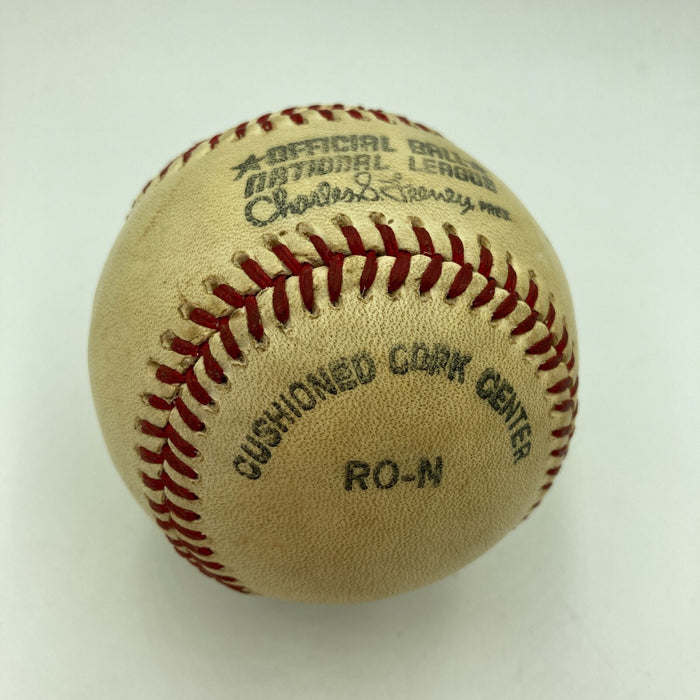 ★OFFICIAL BALL
NATIONAL LEAGUE
Charles S. Feeney PRES.
CUSHIONED CORK CENTER
RO-N